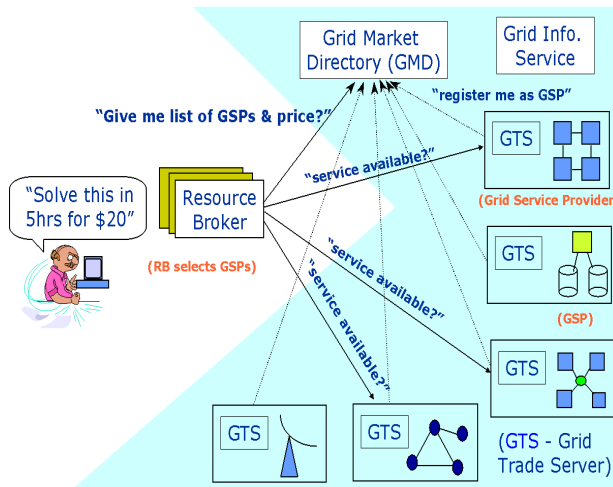 Grid Market
Directory (GMD)
Grid Info.
Service
“Give me list of GSPs & price?”
“register me as GSP”
GTS
“service available?”
(Grid Service Provider)
“Solve this in
5hrs for $20”
Resource
Broker
(RB selects GSPs)
“service available?”
“service available?”
GTS
(GSP)
GTS
GTS
GTS
(GTS - Grid
Trade Server)